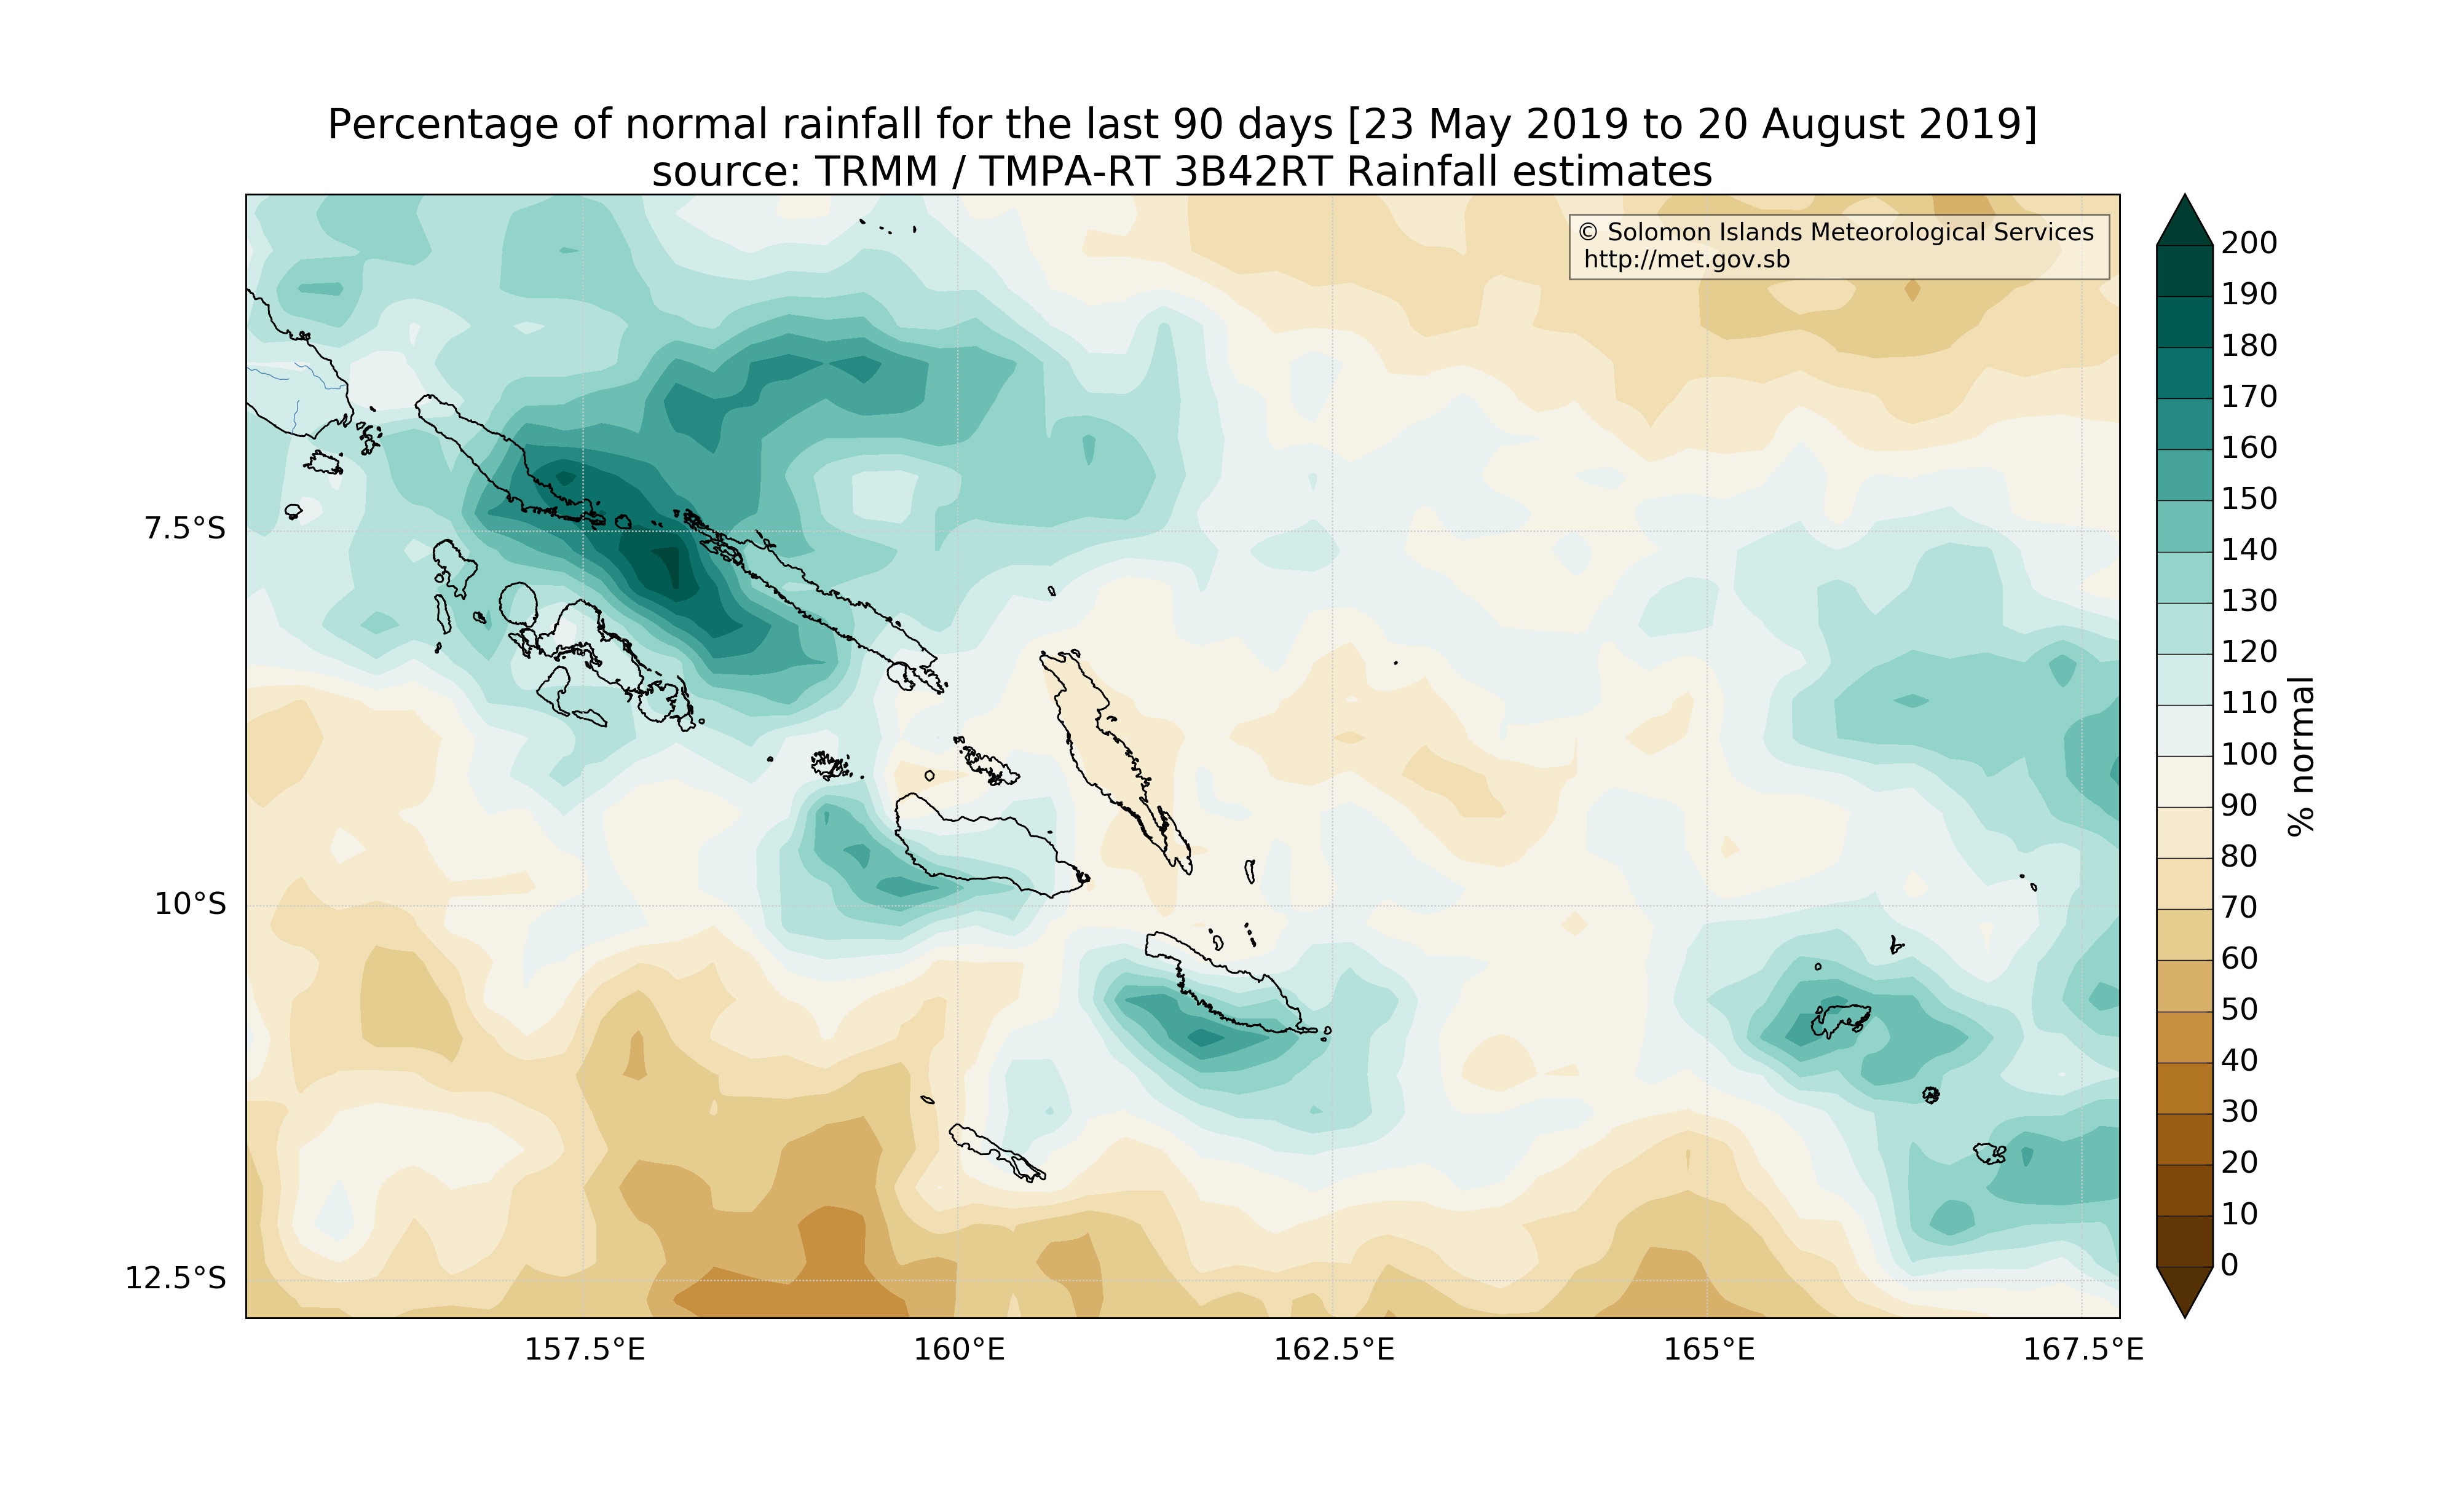 Percentage of normal rainfall for the last 90 days [23 May 2019 to 20 August 2019]
source: TRMM / TMPA-RT 3B42RT Rainfall estimates
© Solomon Islands Meteorological Services
http://met.gov.sb
7.5°S
10°S
12.5°S
157.5°E
160°E
162.5°E
165°E
167.5°E
200
190
180
170
160
150
140
130
120
110
100
90
80
70
60
50
40
30
20
10
0
% normal